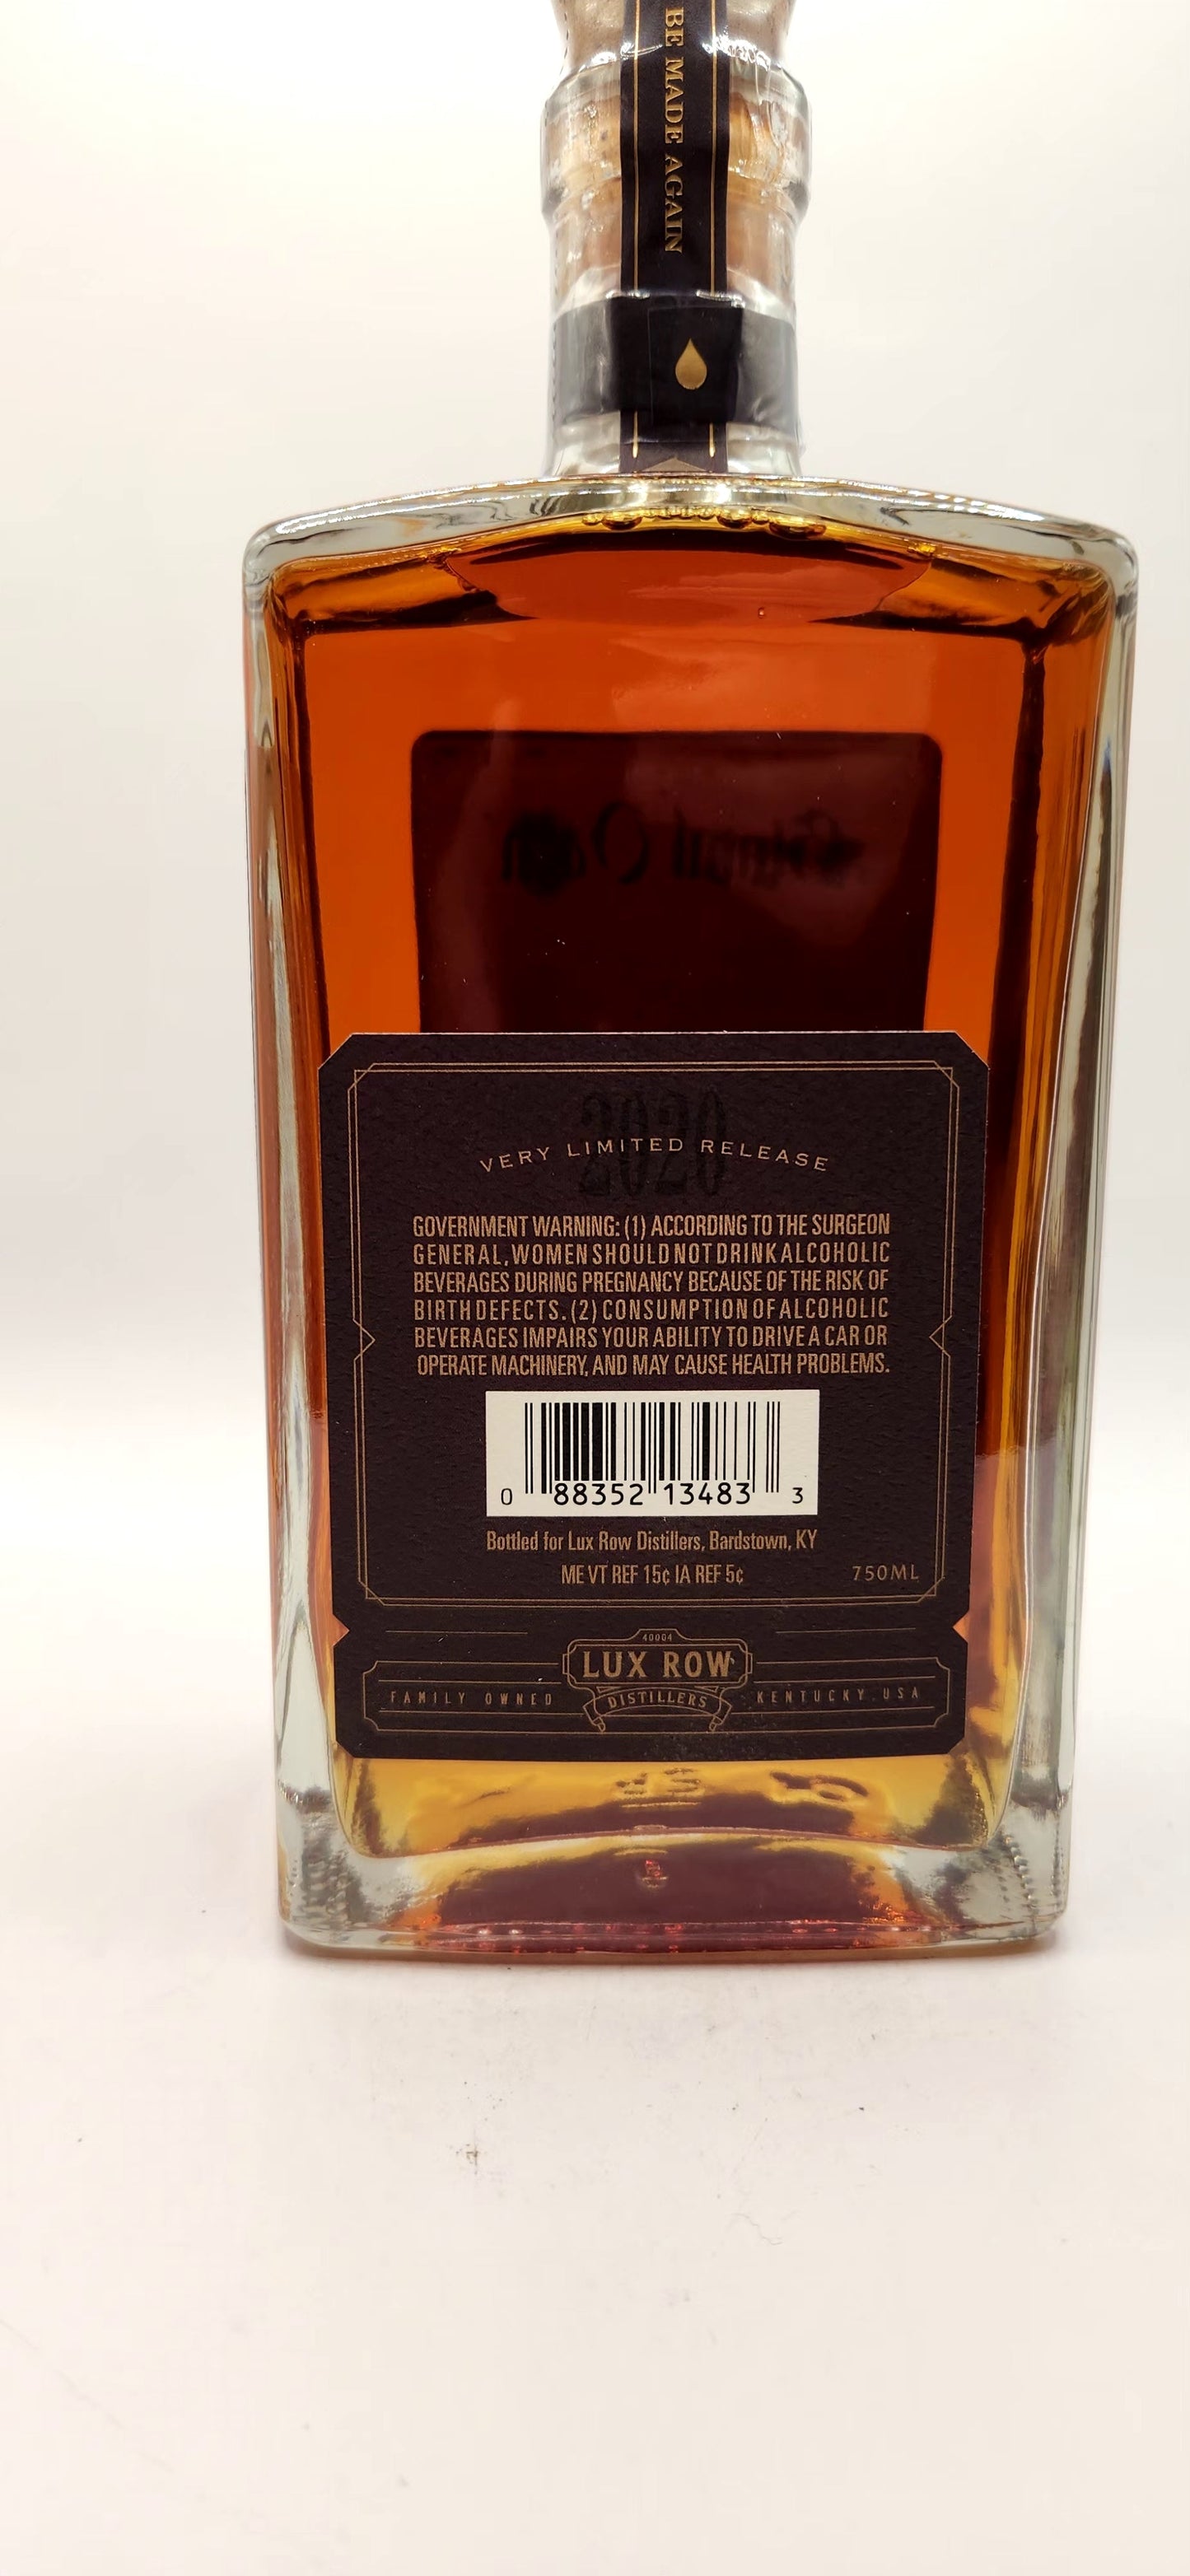 BE MADE AGAIN
2020
VERY LIMITED RELEASE
GOVERNMENT WARNING: (1) ACCORDING TO THE SURGEON
GENERAL, WOMEN SHOULD NOT DRINK ALCOHOLIC
BEVERAGES DURING PREGNANCY BECAUSE OF THE RISK OF
BIRTH DEFECTS. (2) CONSUMPTION OF ALCOHOLIC
BEVERAGES IMPAIRS YOUR ABILITY TO DRIVE A CAR OR
OPERATE MACHINERY, AND MAY CAUSE HEALTH PROBLEMS.
0 88352 13483 3
Bottled for Lux Row Distillers, Bardstown, KY
ME VT REF 15¢ IA REF 5¢
750ML
40004
LUX ROW
DISTILLERS
FAMILY OWNED
KENTUCKY USA